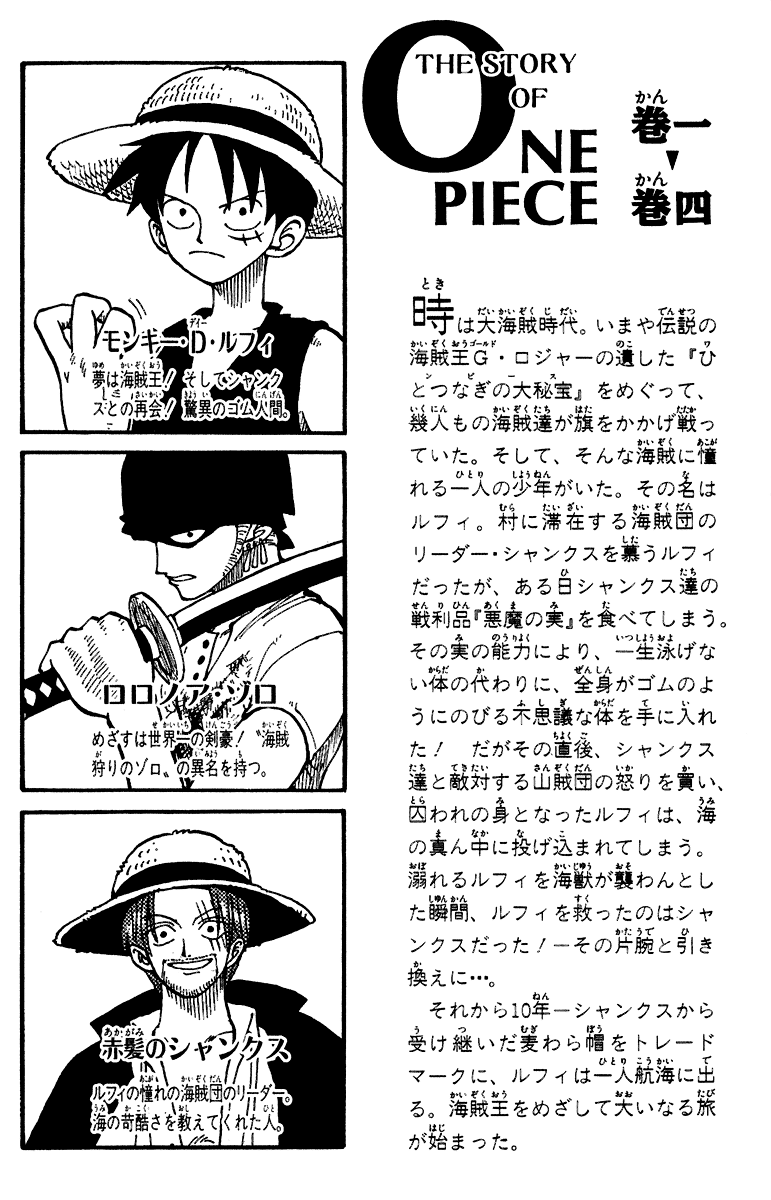 THE STORY
OF
ONE
PIECE
巻一
▼
巻四
モンキー・D・ルフィ
夢は海賊王! そしてシャンク
スとの再会! 驚異のゴム人間。
ロロノア・ゾロ
めざすは世界一の剣豪!〝海賊
狩りのゾロ〟の異名を持つ。
赤髪のシャンクス
ルフィの憧れの海賊団のリーダー。
海の苛酷さを教えてくれた人。
時は大海賊時代。いまや伝説の
海賊王G・ロジャーの遺した『ひ
とつなぎの大秘宝』をめぐって、
幾人もの海賊達が旗をかかげ戦っ
ていた。そして、そんな海賊に憧
れる一人の少年がいた。その名は
ルフィ。村に滞在する海賊団の
リーダー・シャンクスを慕うルフィ
だったが、ある日シャンクス達の
戦利品『悪魔の実』を食べてしまう。
その実の能力により、一生泳げな
い体の代わりに、全身がゴムのよ
うにのびる不思議な体を手に入れ
た! だがその直後、シャンクス
達と敵対する山賊団の怒りを買い、
囚われの身となったルフィは、海
の真ん中に投げ込まれてしまう。
溺れるルフィを海獣が襲わんとし
た瞬間、ルフィを救ったのはシャ
ンクスだった!―その片腕と引き
換えに…。
それから10年―シャンクスから
受け継いだ麦わら帽をトレード
マークに、ルフィは一人航海に出
る。海賊王をめざして大いなる旅
が始まった。